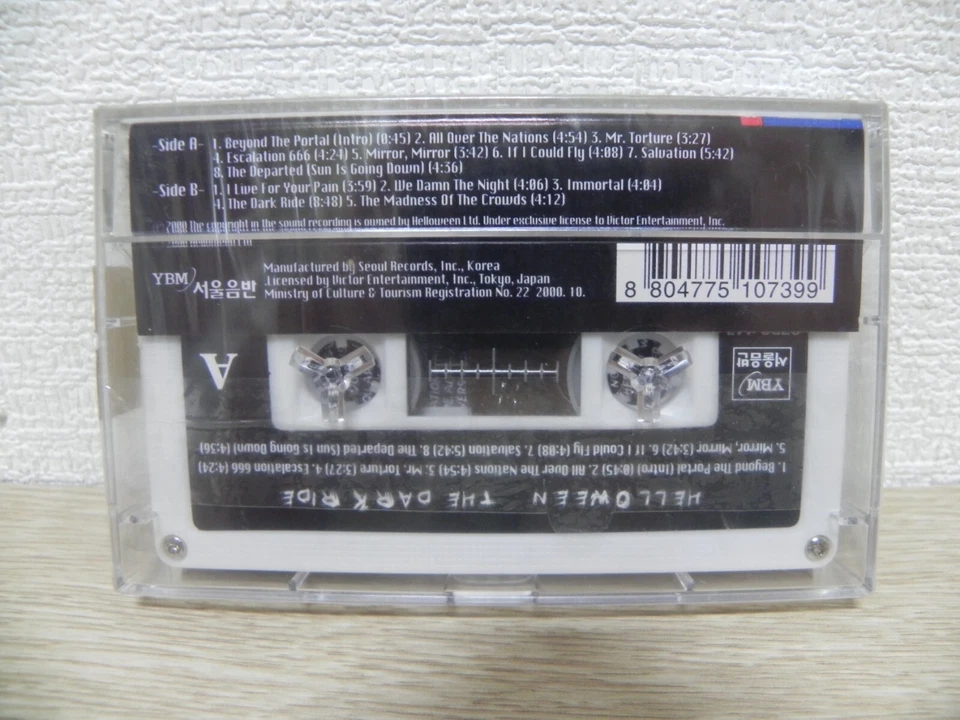 -Side A- 1. Beyond The Portal (Intro) (0:45) 2. All Over The Nations (4:54) 3. Mr. Torture (3:27)
4. Escalation 666 (4:24) 5. Mirror, Mirror (3:42) 6. If I Could Fly (4:08) 7. Salvation (5:42)
8. The Departed (Sun Is Going Down) (4:36)
-Side B- 1. I Live For Your Pain (3:59) 2. We Damn The Night (4:06) 3. Immortal (4:04)
4. The Dark Ride (8:48) 5. The Madness Of The Crowds (4:12)
2000 The copyright in the sound recording is owned by Helloween Ltd. Under exclusive license to Victor Entertainment, Inc.
2000 Helloween Ltd
YBM 서울음반
Manufactured by Seoul Records, Inc., Korea
.Licensed by Victor Entertainment, Inc., Tokyo, Japan
Ministry of Culture & Tourism Registration No. 22 2000. 10.
8 804775 107399
A
YBM 서울음반
HELLOWEEN THE DARK RIDE
1. Beyond The Portal (Intro) (0:45) 2. All Over The Nations (4:54) 3. Mr. Torture (3:27) 4. Escalation 666 (4:24)
5. Mirror, Mirror (3:42) 6. If I Could Fly (4:08) 7. Salvation (5:42) 8. The Departed (Sun Is Going Down) (4:36)